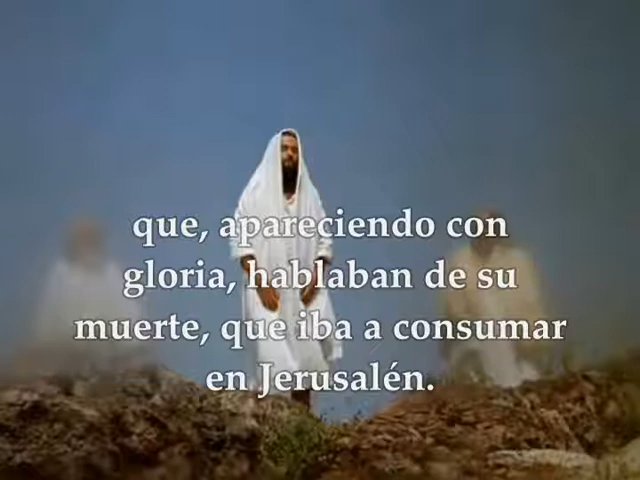 que, apareciendo con
gloria, hablaban de su
muerte, que iba a consumar
en Jerusalén.